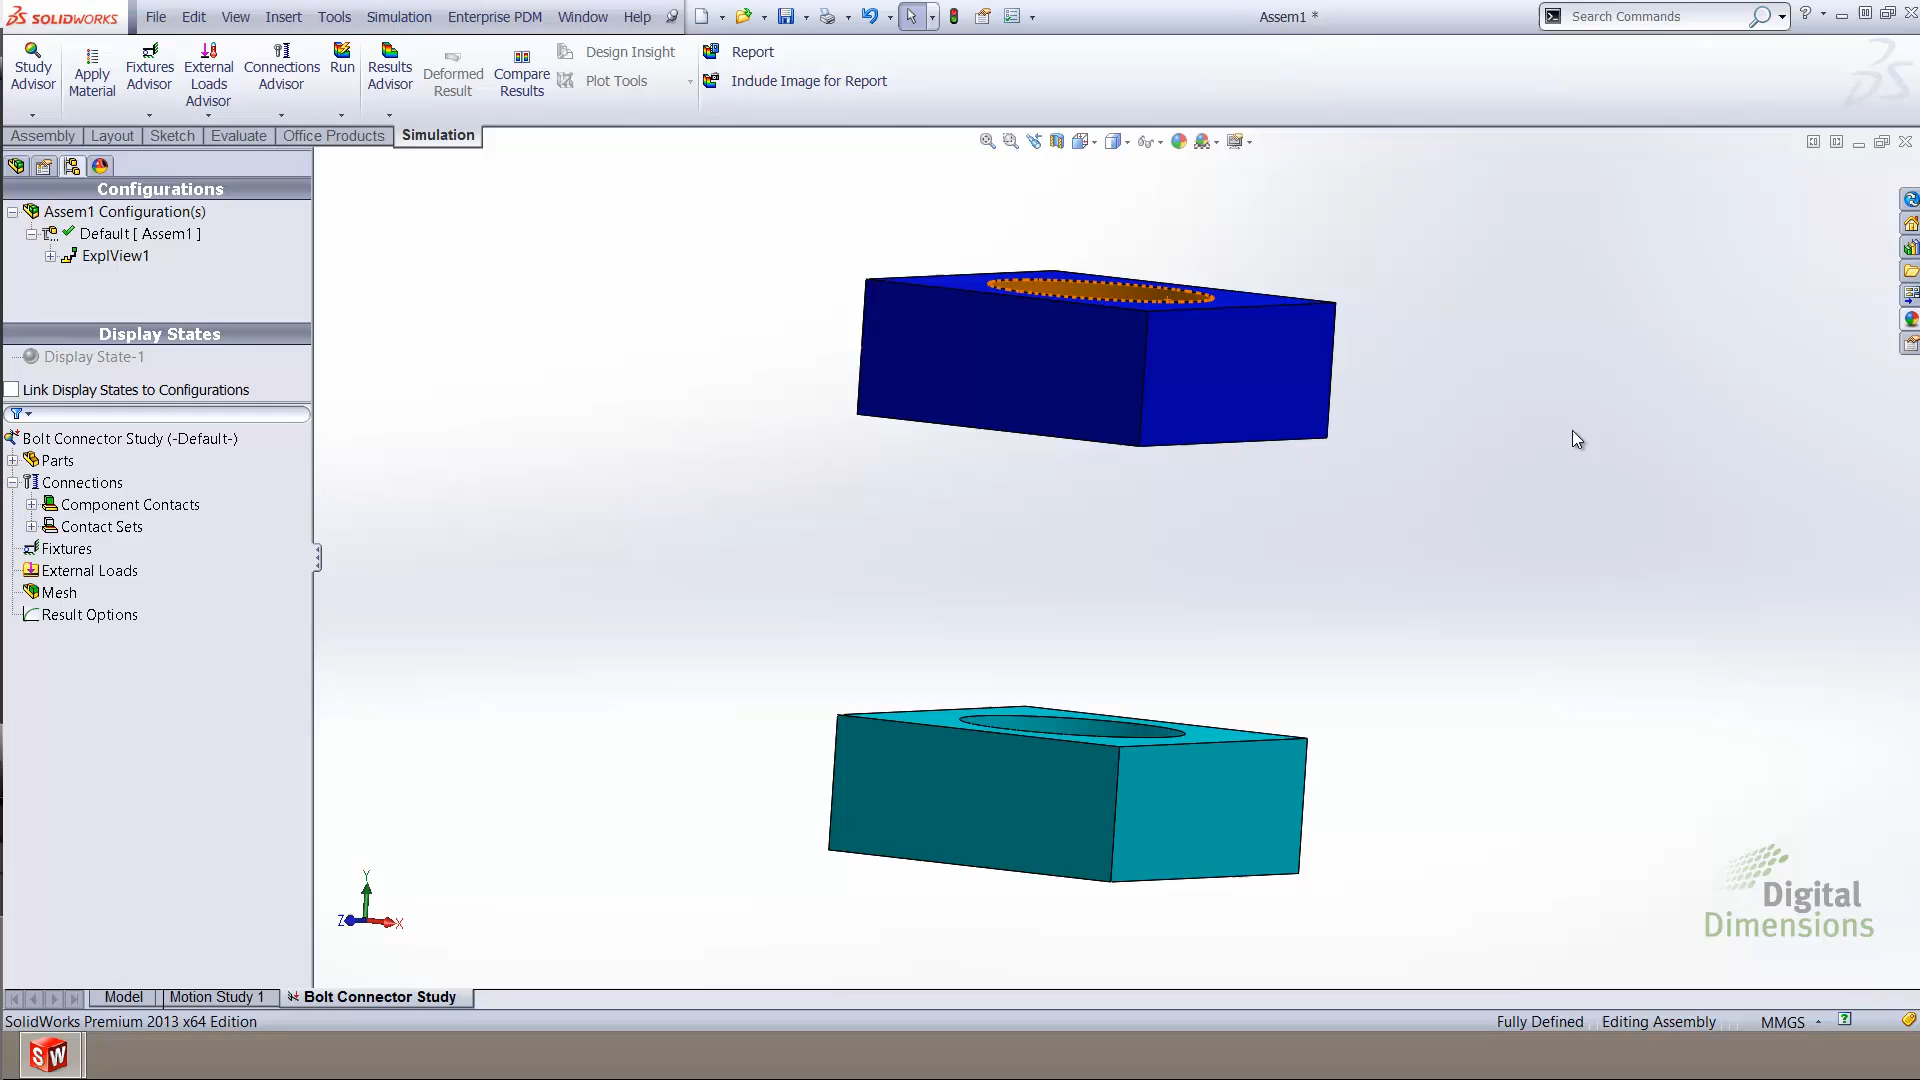 SOLIDWORKS File Edit View Insert Tools Simulation Enterprise PDM Window Help Assem1 * Search Commands
Study Advisor
Apply Material
Fixtures Advisor
External Loads Advisor
Connections Advisor
Run
Results Advisor
Deformed Result
Compare Results
Design Insight
Plot Tools
Report
Include Image for Report
Assembly Layout Sketch Evaluate Office Products Simulation
Configurations
Assem1 Configuration(s)
Default [ Assem1 ]
ExplView1
Display States
Display State-1
Link Display States to Configurations
Bolt Connector Study (-Default-)
Parts
Connections
Component Contacts
Contact Sets
Fixtures
External Loads
Mesh
Result Options
Y
Z X
Digital
Dimensions
Model Motion Study 1 Bolt Connector Study
SolidWorks Premium 2013 x64 Edition Fully Defined Editing Assembly MMGS
SW